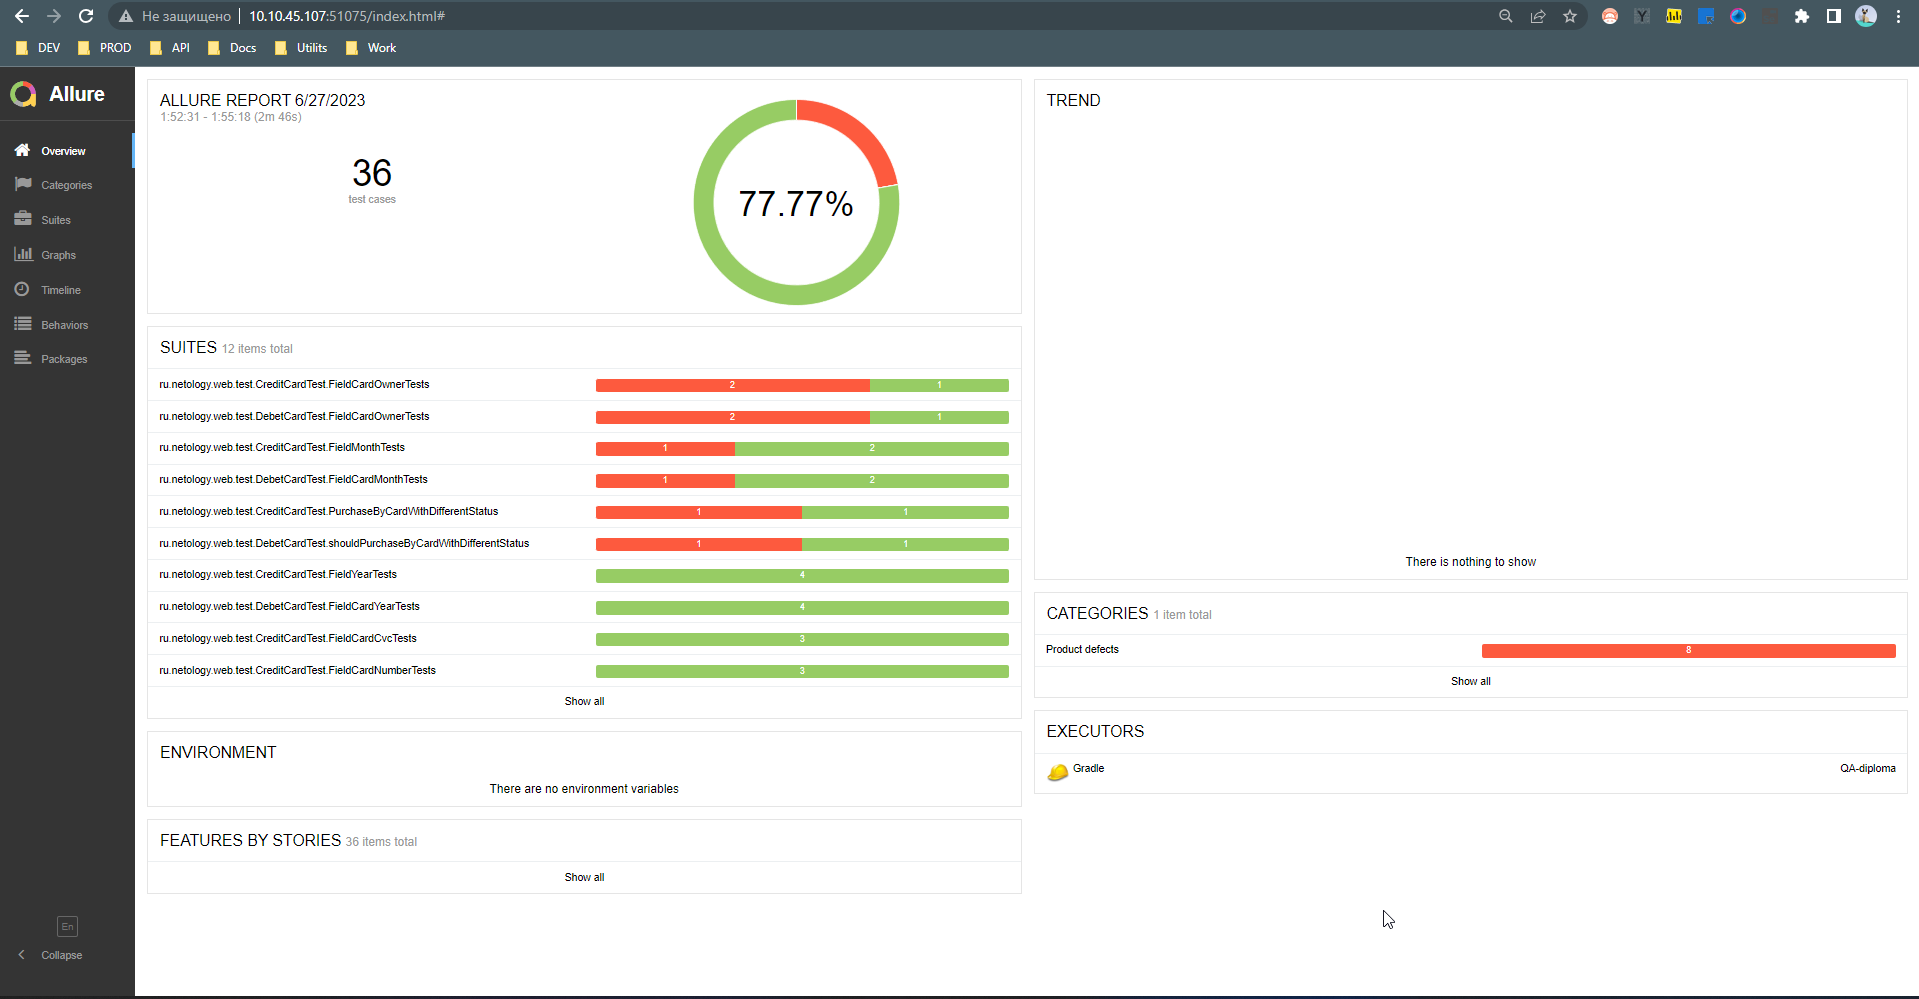 Не защищено 10.10.45.107:51075/index.html#
DEV PROD API Docs Utilits Work
Allure
Overview
Categories
Suites
Graphs
Timeline
Behaviors
Packages
En
Collapse
ALLURE REPORT 6/27/2023
1:52:31 - 1:55:18 (2m 46s)
36
test cases
77.77%
SUITES 12 items total
ru.netology.web.test.CreditCardTest.FieldCardOwnerTests 2 1
ru.netology.web.test.DebetCardTest.FieldCardOwnerTests 2 1
ru.netology.web.test.CreditCardTest.FieldMonthTests 1 2
ru.netology.web.test.DebetCardTest.FieldCardMonthTests 1 2
ru.netology.web.test.CreditCardTest.PurchaseByCardWithDifferentStatus 1 1
ru.netology.web.test.DebetCardTest.shouldPurchaseByCardWithDifferentStatus 1 1
ru.netology.web.test.CreditCardTest.FieldYearTests 4
ru.netology.web.test.DebetCardTest.FieldCardYearTests 4
ru.netology.web.test.CreditCardTest.FieldCardCvcTests 3
ru.netology.web.test.CreditCardTest.FieldCardNumberTests 3
Show all
ENVIRONMENT
There are no environment variables
FEATURES BY STORIES 36 items total
Show all
TREND
There is nothing to show
CATEGORIES 1 item total
Product defects 8
Show all
EXECUTORS
Gradle QA-diploma